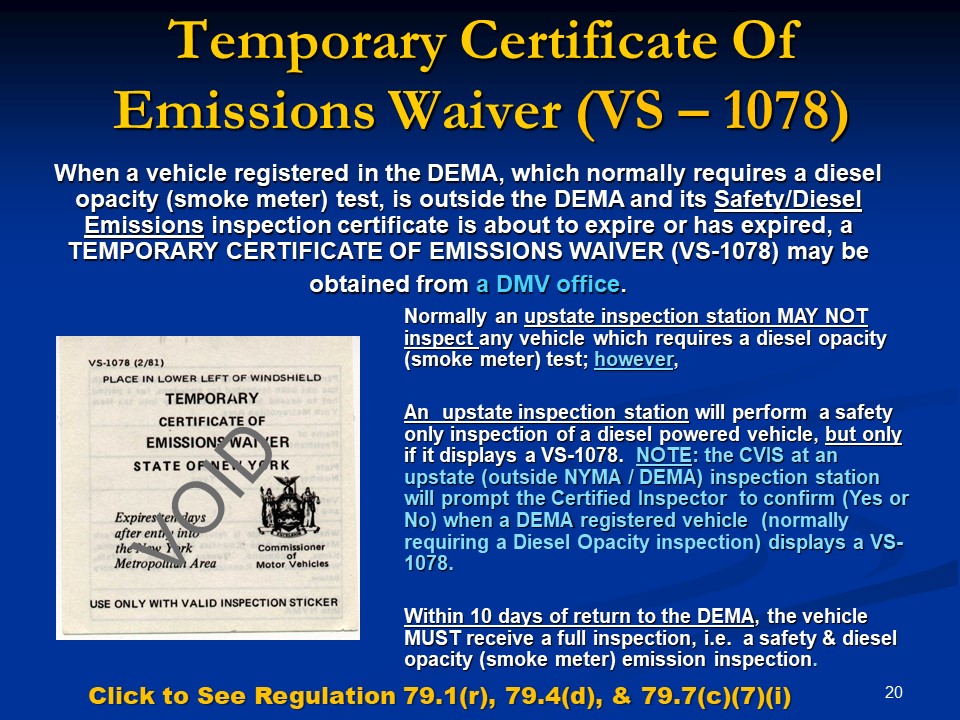 Temporary Certificate Of
Emissions Waiver (VS – 1078)
When a vehicle registered in the DEMA, which normally requires a diesel
opacity (smoke meter) test, is outside the DEMA and its Safety/Diesel
Emissions inspection certificate is about to expire or has expired, a
TEMPORARY CERTIFICATE OF EMISSIONS WAIVER (VS-1078) may be
obtained from a DMV office.
Normally an upstate inspection station MAY NOT
inspect any vehicle which requires a diesel opacity
(smoke meter) test; however,
An upstate inspection station will perform a safety
only inspection of a diesel powered vehicle, but only
if it displays a VS-1078. NOTE: the CVIS at an
upstate (outside NYMA / DEMA) inspection station
will prompt the Certified Inspector to confirm (Yes or
No) when a DEMA registered vehicle (normally
requiring a Diesel Opacity inspection) displays a VS-
1078.
Within 10 days of return to the DEMA, the vehicle
MUST receive a full inspection, i.e. a safety & diesel
opacity (smoke meter) emission inspection.
VS-1078 (2/81)
PLACE IN LOWER LEFT OF WINDSHIELD
TEMPORARY
CERTIFICATE OF
EMISSIONS WAIVER
STATE OF NEW YORK
VOID
Expires ten days
after entry into
the New York
Metropolitan Area
EXCELSIOR
Commissioner
of
Motor Vehicles
USE ONLY WITH VALID INSPECTION STICKER
Click to See Regulation 79.1(r), 79.4(d), & 79.7(c)(7)(i)
20